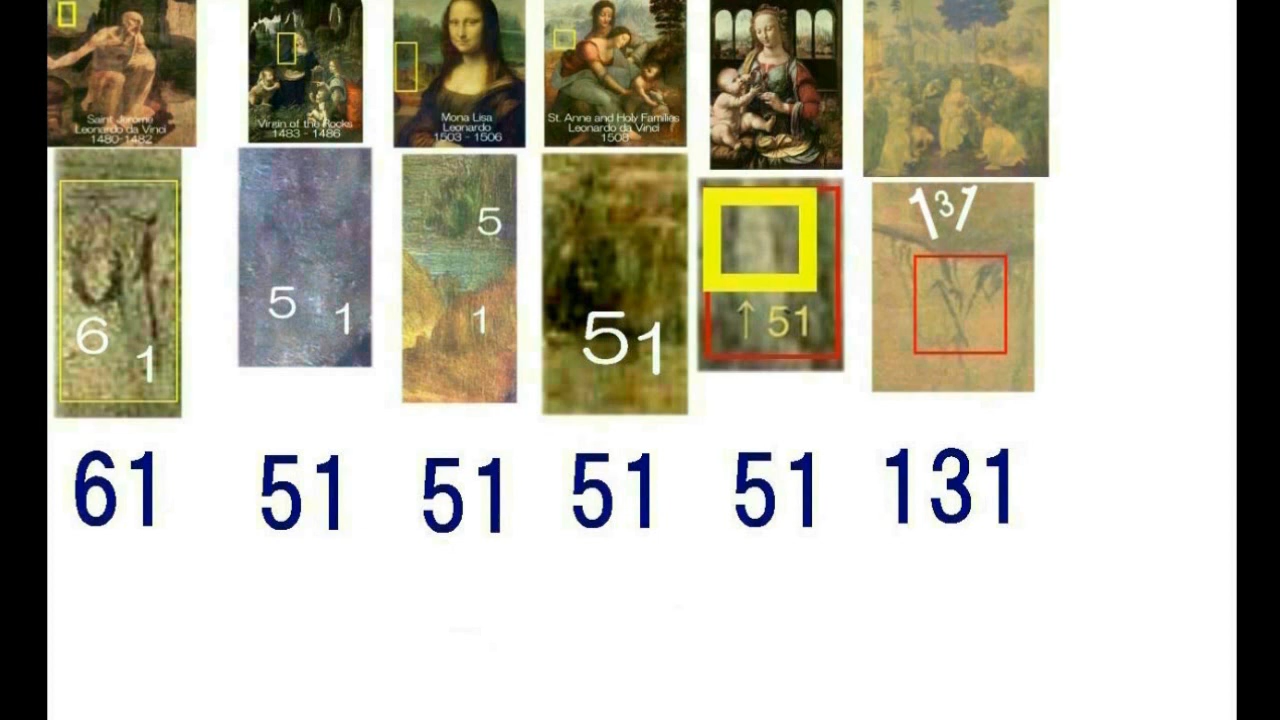 Saint Jerome
Leonardo da Vinci
1480-1482
Virgin of the Rocks
1483 - 1486
Mona Lisa
Leonardo
1503 - 1506
St. Anne and Holy Families
Leonardo da Vinci
1508
6
1
5
1
5
1
51
↑51
131
61
51
51
51
51
131